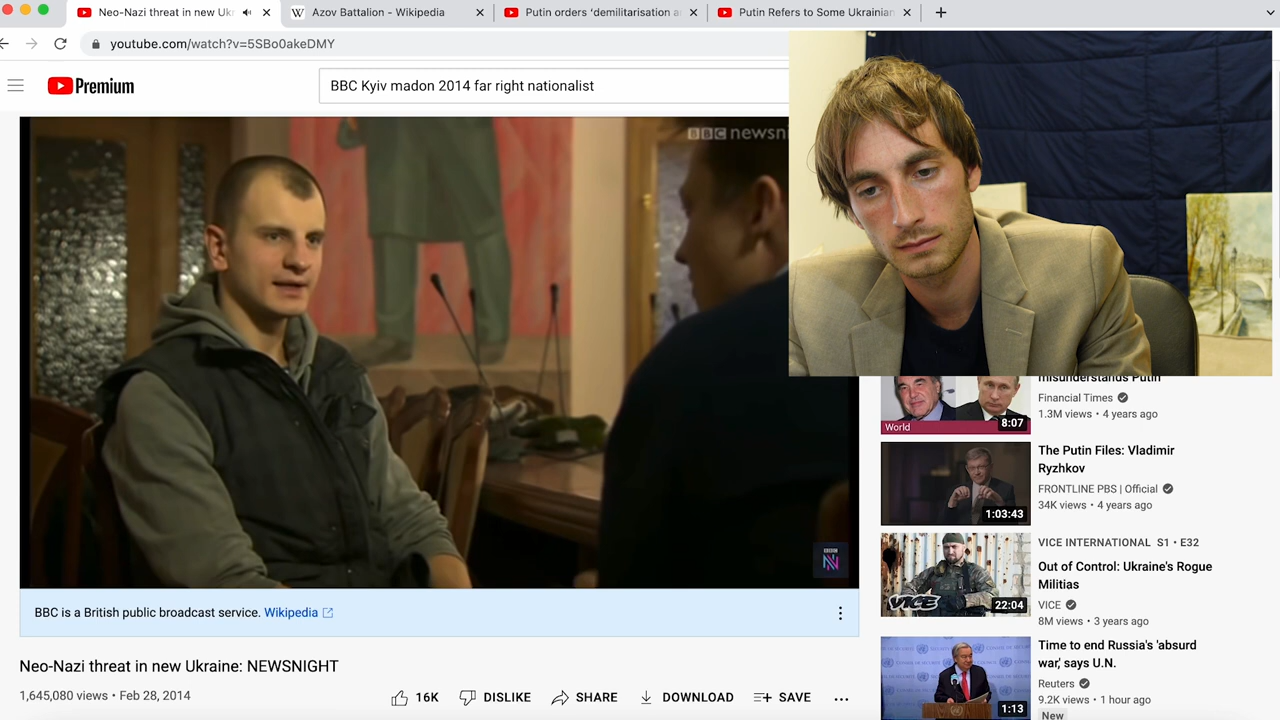 Neo-Nazi threat in new Ukr
Azov Battalion - Wikipe
Putin orders 'demilitarisation a
Putin Refers to Some Ukrainian
youtube.com/watch?v=5SBo0akeDMY
Premium
BBC Kyiv madon 2014 far right nationalist
BBC newsni
misunderstands Putin
Financial Times
1.3M views • 4 years ago
World
8:07
The Putin Files: Vladimir
Ryzhkov
FRONTLINE PBS | Official
34K views • 4 years ago
1:03:43
VICE INTERNATIONAL S1 • E32
Out of Control: Ukraine's Rogue
Militias
VICE
8M views • 3 years ago
VICE
22:04
BBC is a British public broadcast service. Wikipedia
Neo-Nazi threat in new Ukraine: NEWSNIGHT
1,645,080 views • Feb 28, 2014
16K
DISLIKE
SHARE
DOWNLOAD
SAVE
Time to end Russia's 'absurd
war,' says U.N.
Reuters
9.2K views • 1 hour ago
New
1:13